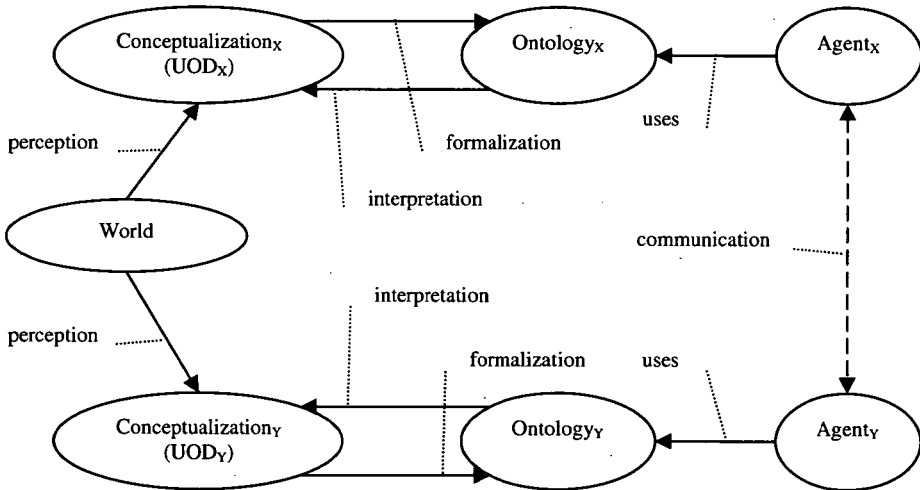 Conceptualization_X
(UOD_X)
Ontology_X
Agent_X
perception
formalization
uses
interpretation
World
communication
interpretation
perception
formalization
uses
Conceptualization_Y
(UOD_Y)
Ontology_Y
Agent_Y